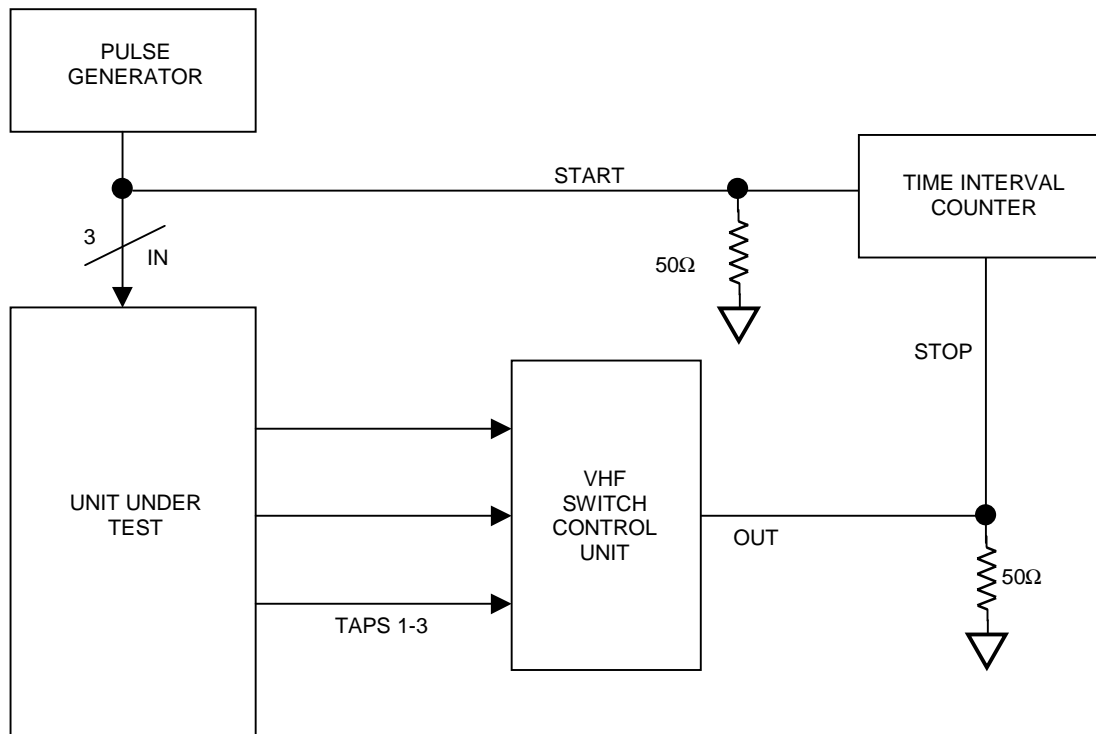 PULSE
GENERATOR
START
TIME INTERVAL
COUNTER
3
IN
50Ω
STOP
UNIT UNDER
TEST
VHF
SWITCH
CONTROL
UNIT
OUT
50Ω
TAPS 1-3